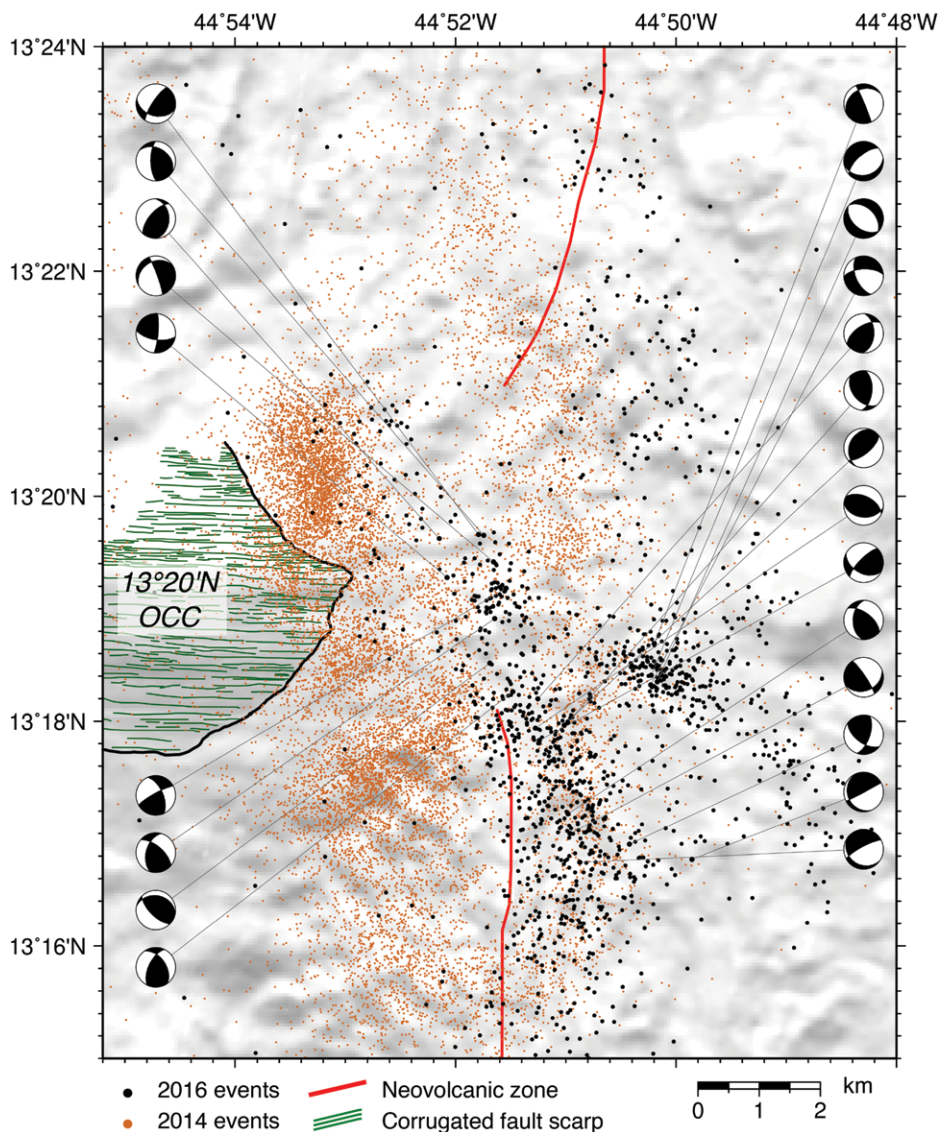 44°54'W 44°52'W 44°50'W 44°48'W
13°24'N
13°22'N
13°20'N
13°18'N
13°16'N
13°20'N
OCC
2016 events
2014 events
Neovolcanic zone
Corrugated fault scarp
km
0 1 2